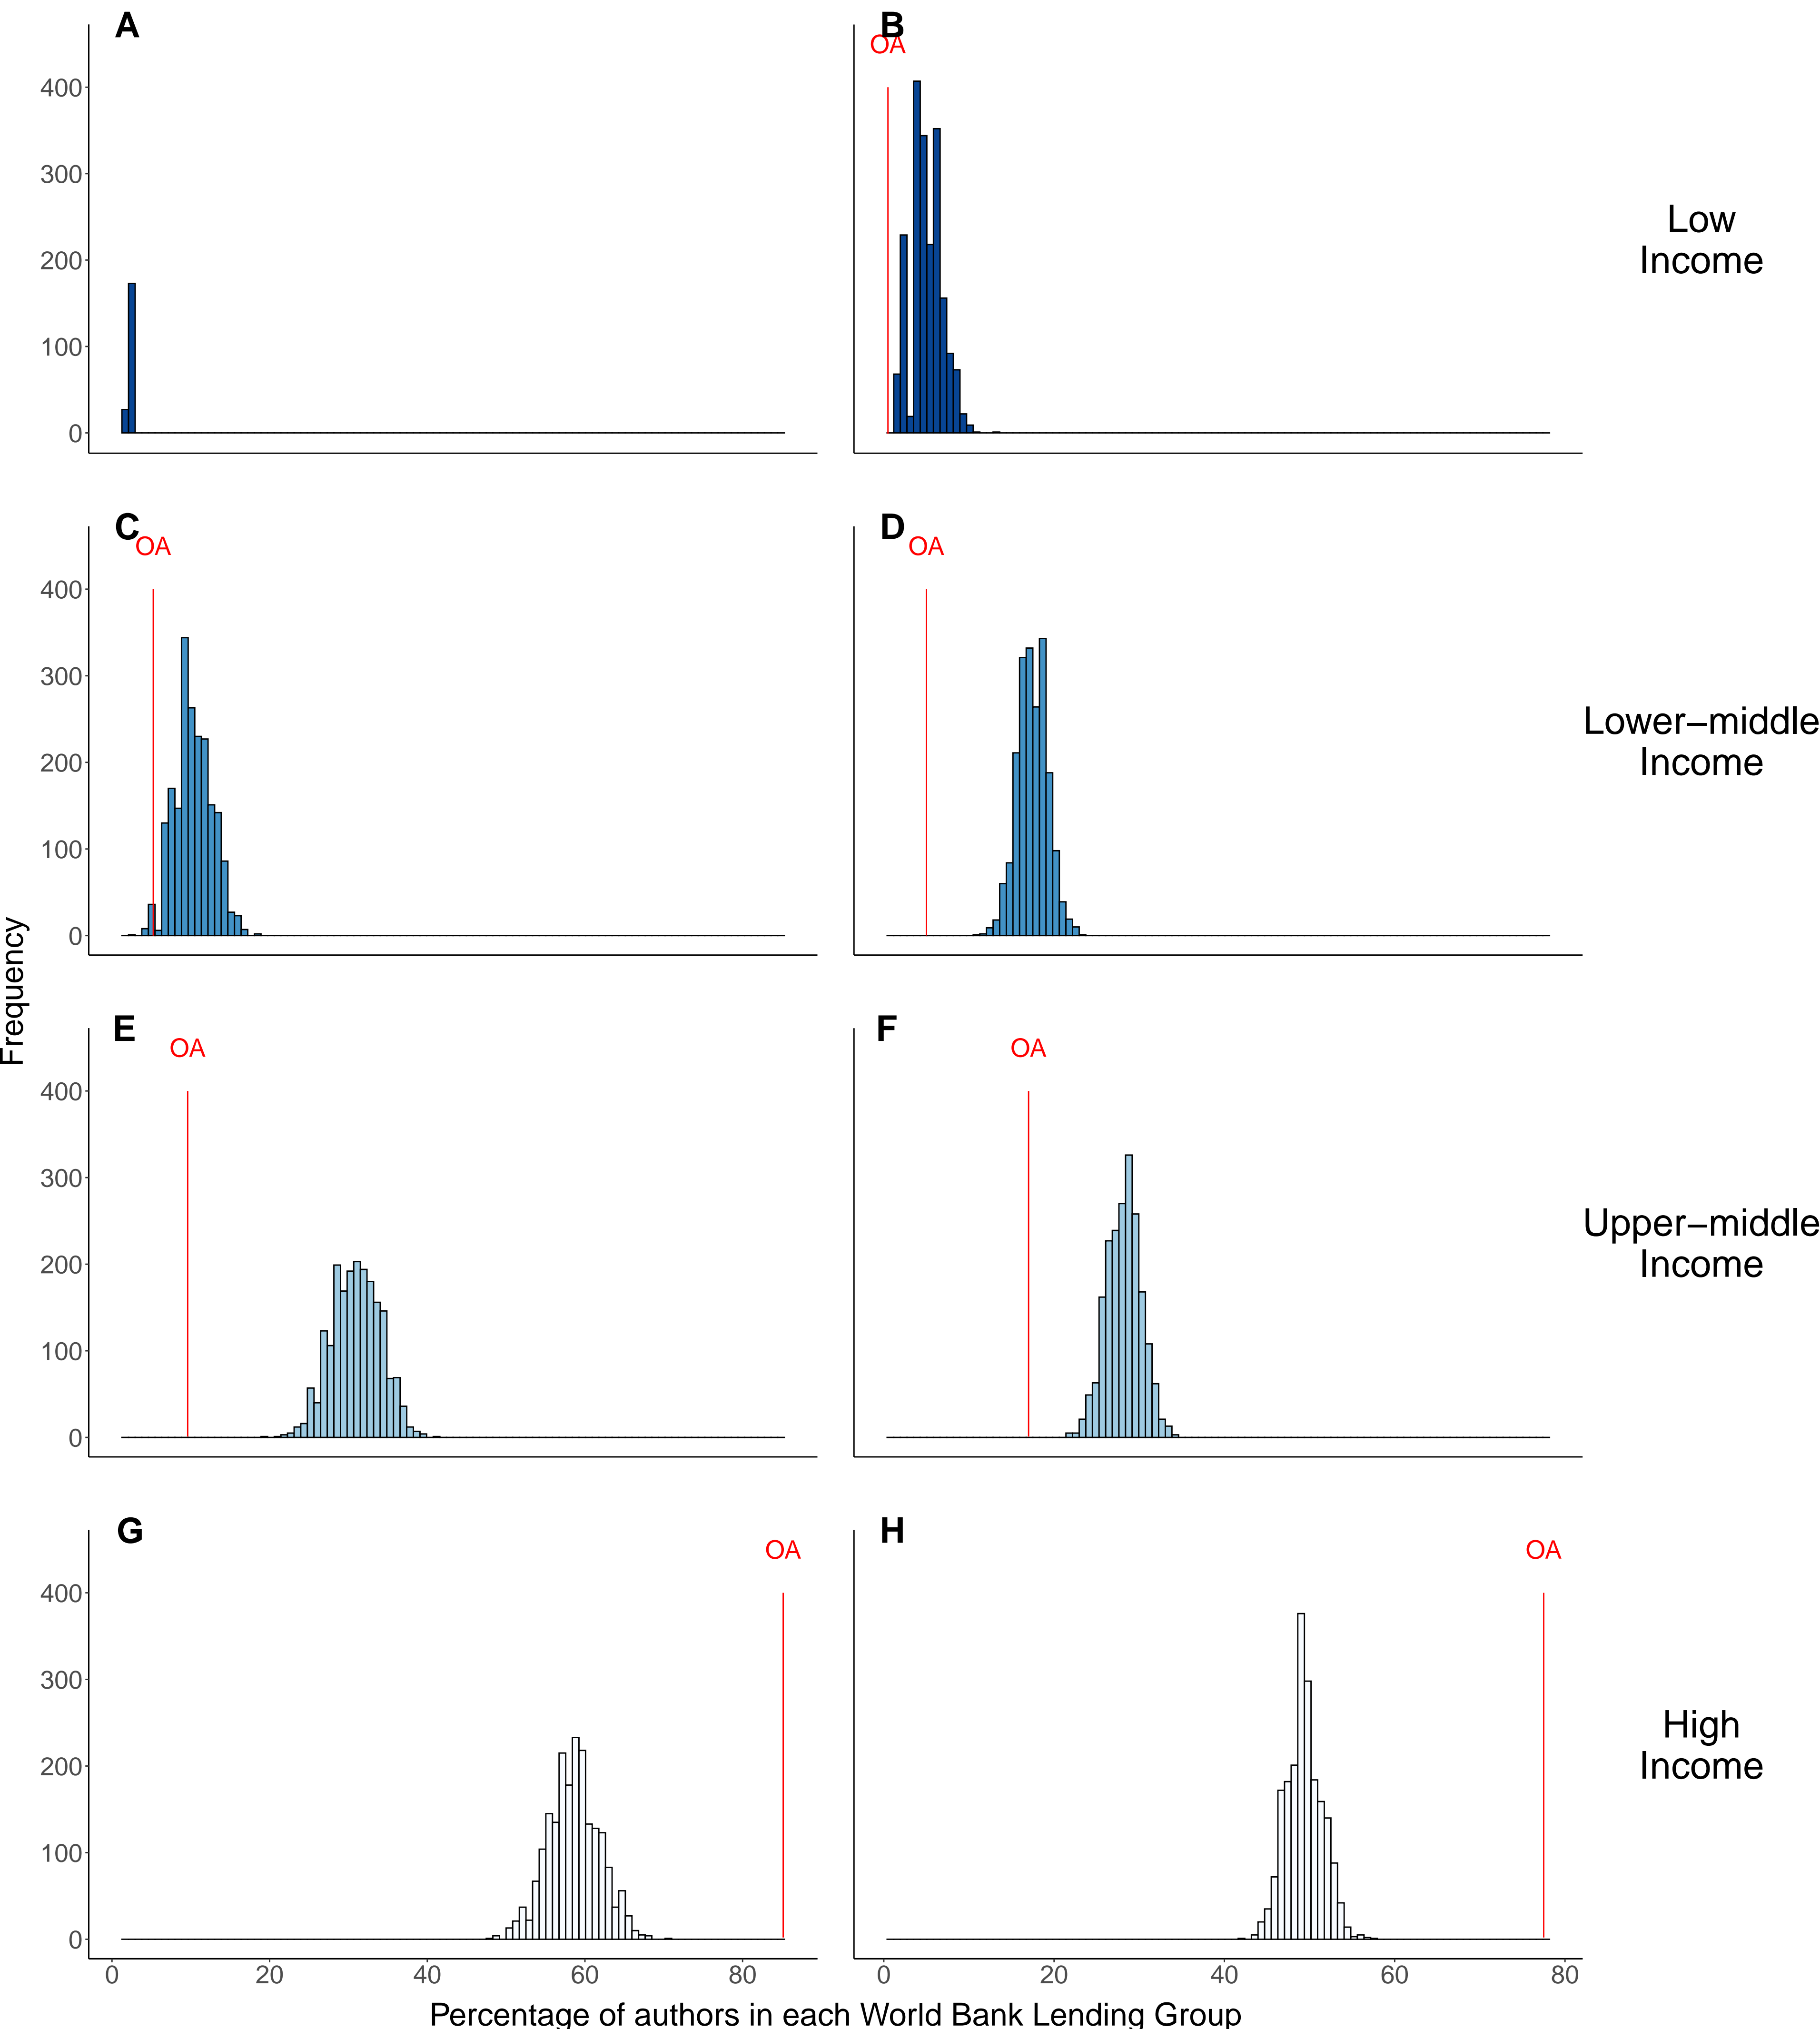 A
B
OA
400
300
200
100
0
Low
Income
C
OA
D
OA
400
300
200
100
0
Lower–middle
Income
Frequency
E
OA
F
OA
400
300
200
100
0
Upper–middle
Income
G
OA
H
OA
400
300
200
100
0
High
Income
0 20 40 60 80
0 20 40 60 80
Percentage of authors in each World Bank Lending Group